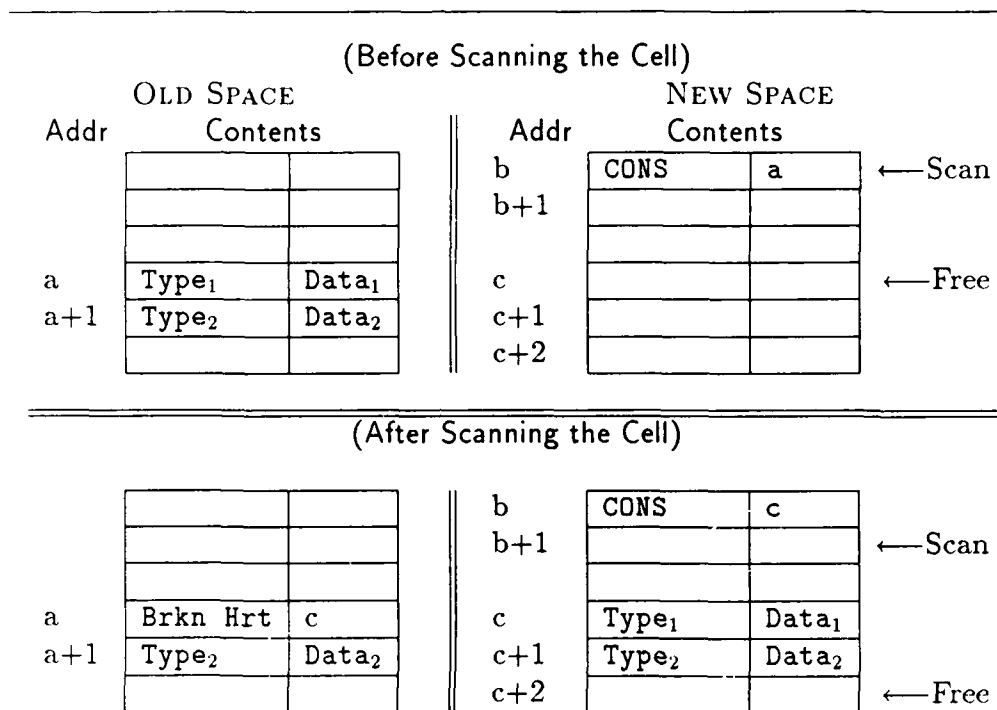 (Before Scanning the Cell)
OLD SPACE NEW SPACE
Addr Contents Addr Contents
b CONS a ←Scan
b+1
a Type₁ Data₁ c ←Free
a+1 Type₂ Data₂ c+1
c+2
(After Scanning the Cell)
b CONS c
b+1 ←Scan
a Brkn Hrt c c Type₁ Data₁
a+1 Type₂ Data₂ c+1 Type₂ Data₂
c+2 ←Free